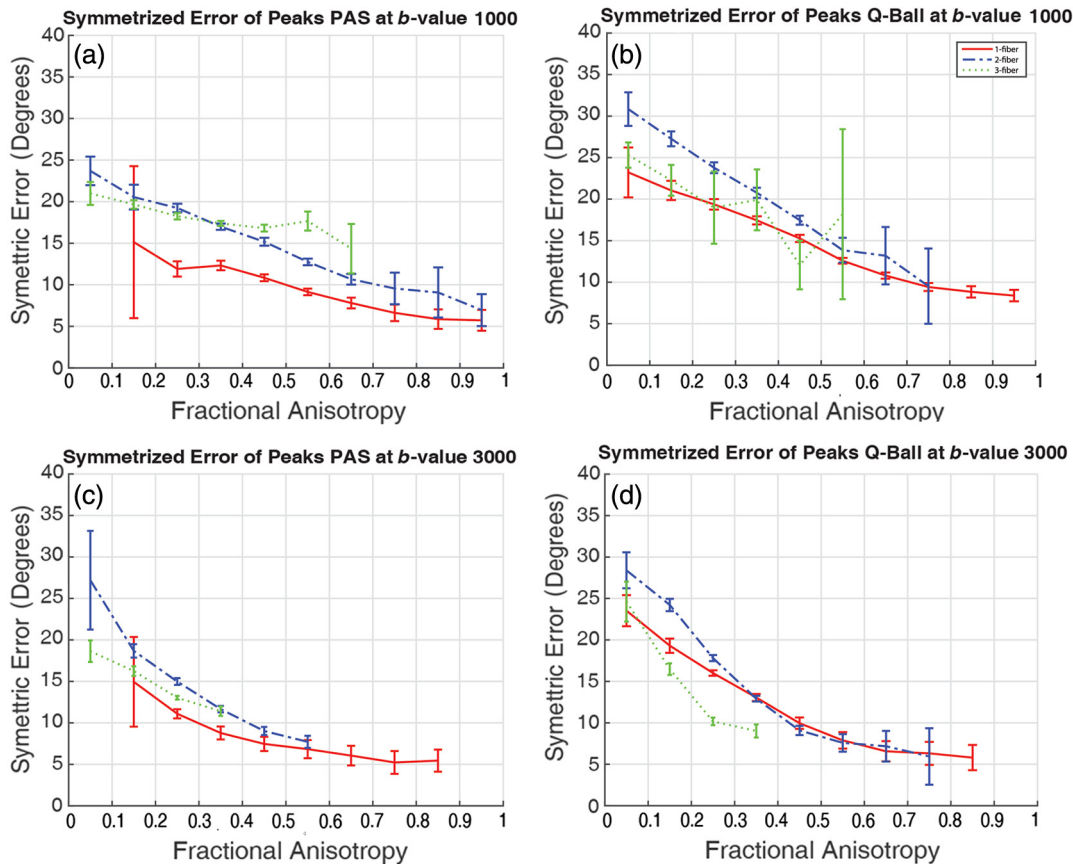 Symmetrized Error of Peaks PAS at b-value 1000
(a)
40
35
30
25
20
15
10
5
0
Symettric Error (Degrees)
0 0.1 0.2 0.3 0.4 0.5 0.6 0.7 0.8 0.9 1
Fractional Anisotropy
Symmetrized Error of Peaks Q-Ball at b-value 1000
(b)
1-fiber
2-fiber
3-fiber
40
35
30
25
20
15
10
5
0
Symettric Error (Degrees)
0 0.1 0.2 0.3 0.4 0.5 0.6 0.7 0.8 0.9 1
Fractional Anisotropy
Symmetrized Error of Peaks PAS at b-value 3000
(c)
40
35
30
25
20
15
10
5
0
Symettric Error (Degrees)
0 0.1 0.2 0.3 0.4 0.5 0.6 0.7 0.8 0.9 1
Fractional Anisotropy
Symmetrized Error of Peaks Q-Ball at b-value 3000
(d)
40
35
30
25
20
15
10
5
0
Symettric Error (Degrees)
0 0.1 0.2 0.3 0.4 0.5 0.6 0.7 0.8 0.9 1
Fractional Anisotropy